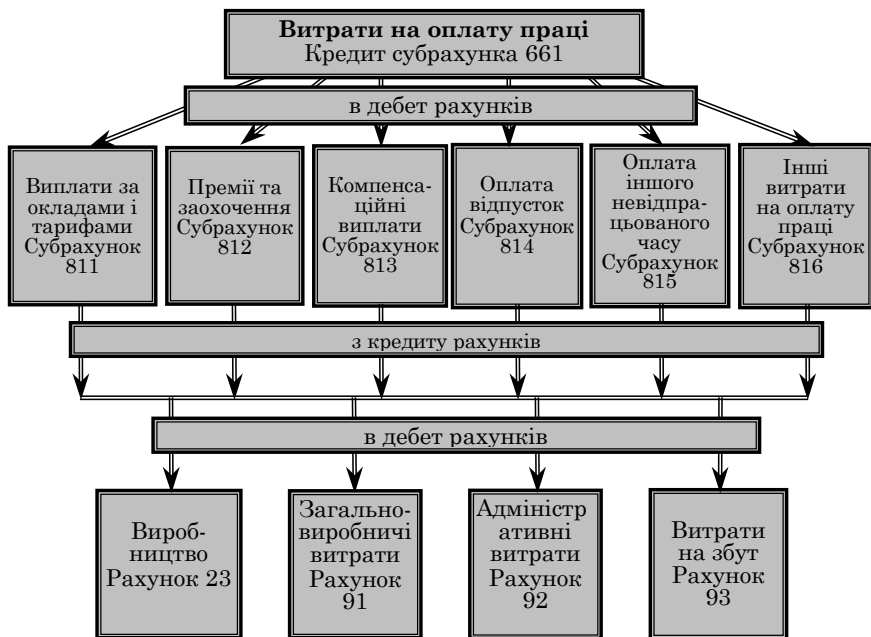 Витрати на оплату праці
Кредит субрахунка 661
в дебет рахунків
Виплати за
окладами і
тарифами
Субрахунок
811
Премії та
заохочення
Субрахунок
812
Компенса-
ційні
виплати
Субрахунок
813
Оплата
відпусток
Субрахунок
814
Оплата
іншого
невідпра-
цьованого
часу
Субрахунок
815
Інші
витрати
на оплату
праці
Субрахунок
816
з кредиту рахунків
в дебет рахунків
Вироб-
ництво
Рахунок 23
Загально-
виробничі
витрати
Рахунок
91
Адміністр
ативні
витрати
Рахунок
92
Витрати
на збут
Рахунок
93